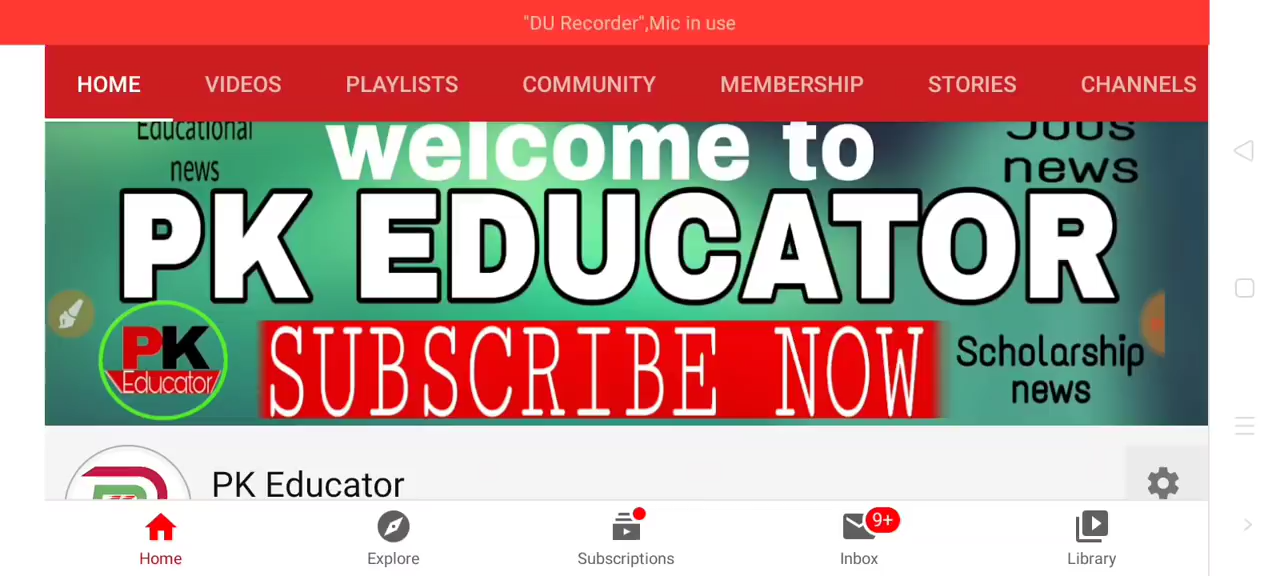 "DU Recorder",Mic in use
HOME VIDEOS PLAYLISTS COMMUNITY MEMBERSHIP STORIES CHANNELS
Educational
news
welcome to
Jobs
news
PK EDUCATOR
PK
Educator
SUBSCRIBE NOW
Scholarship
news
PK Educator
Home Explore Subscriptions Inbox 9+ Library